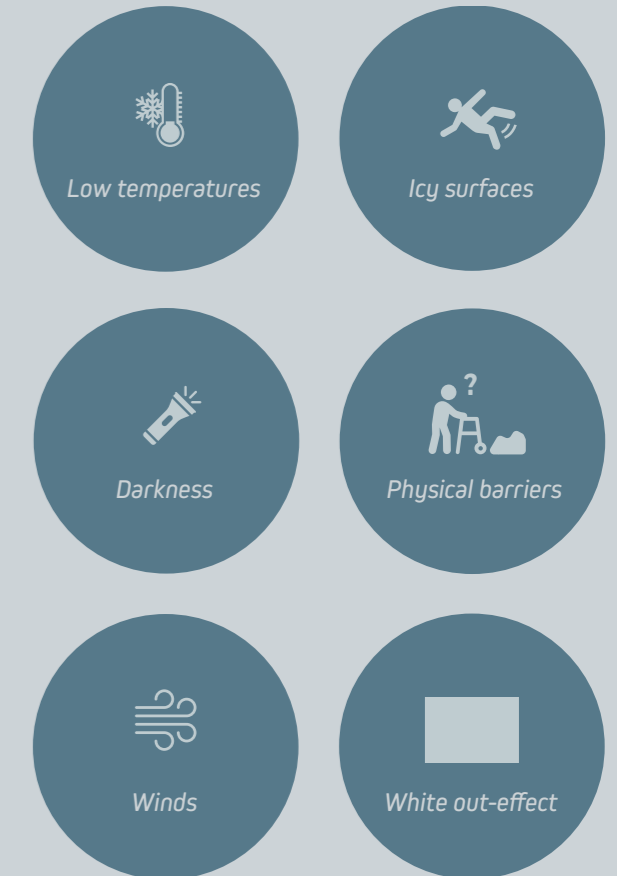 Low temperatures
Icy surfaces
?
Darkness
Physical barriers
Winds
White out-effect